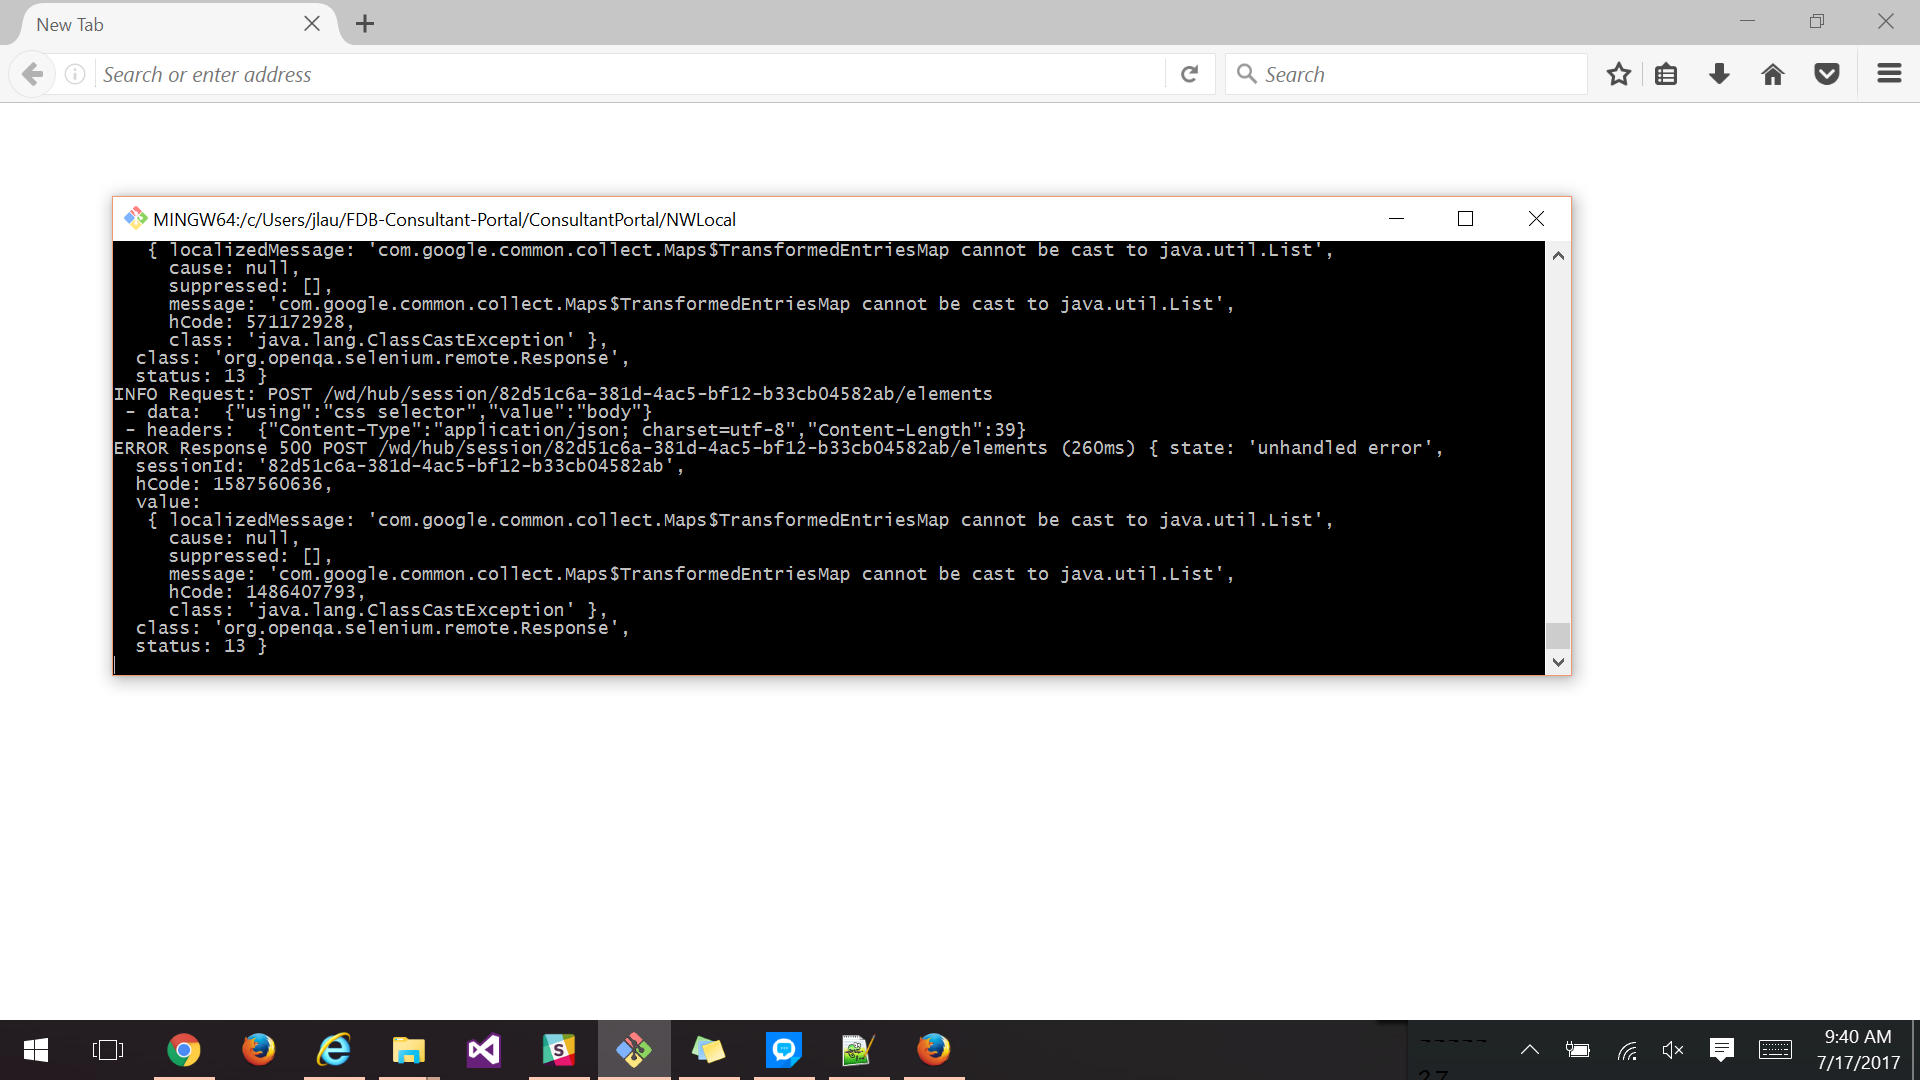 New Tab
Search or enter address
Search
MINGW64:/c/Users/jlau/FDB-Consultant-Portal/ConsultantPortal/NWLocal
{ localizedMessage: 'com.google.common.collect.Maps$TransformedEntriesMap cannot be cast to java.util.List',
cause: null,
suppressed: [],
message: 'com.google.common.collect.Maps$TransformedEntriesMap cannot be cast to java.util.List',
hCode: 571172928,
class: 'java.lang.ClassCastException' },
class: 'org.openqa.selenium.remote.Response',
status: 13 }
INFO Request: POST /wd/hub/session/82d51c6a-381d-4ac5-bf12-b33cb04582ab/elements
- data:  {"using":"css selector","value":"body"}
- headers:  {"Content-Type":"application/json; charset=utf-8","Content-Length":39}
ERROR Response 500 POST /wd/hub/session/82d51c6a-381d-4ac5-bf12-b33cb04582ab/elements (260ms) { state: 'unhandled error',
sessionId: '82d51c6a-381d-4ac5-bf12-b33cb04582ab',
hCode: 1587560636,
value:
{ localizedMessage: 'com.google.common.collect.Maps$TransformedEntriesMap cannot be cast to java.util.List',
cause: null,
suppressed: [],
message: 'com.google.common.collect.Maps$TransformedEntriesMap cannot be cast to java.util.List',
hCode: 1486407793,
class: 'java.lang.ClassCastException' },
class: 'org.openqa.selenium.remote.Response',
status: 13 }
9:40 AM
7/17/2017